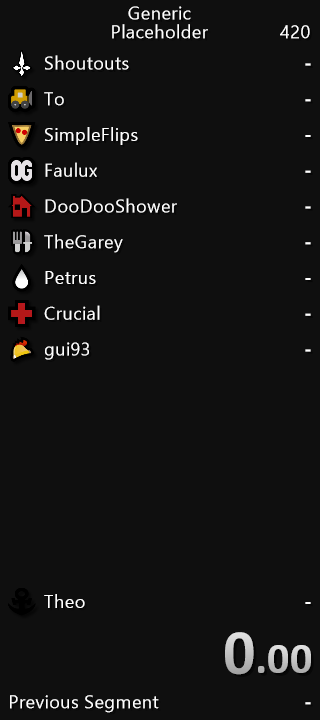 Generic
Placeholder 420
Shoutouts -
To -
SimpleFlips -
OG Faulux -
DooDooShower -
TheGarey -
Petrus -
Crucial -
gui93 -
Theo -
0.00
Previous Segment -